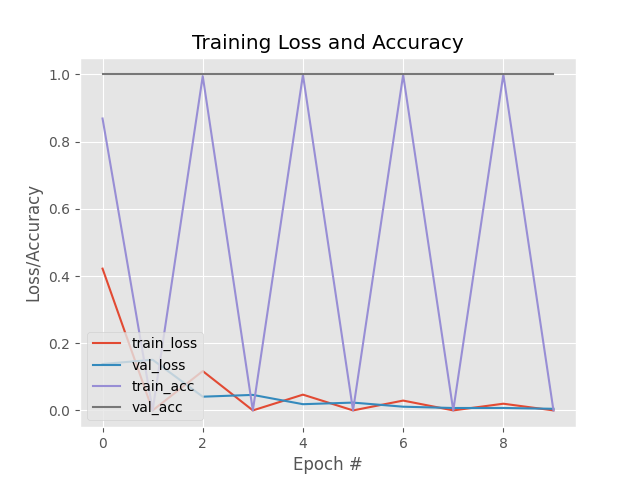 Training Loss and Accuracy
1.0
0.8
0.6
0.4
0.2
0.0
Loss/Accuracy
train_loss
val_loss
train_acc
val_acc
0 2 4 6 8
Epoch #